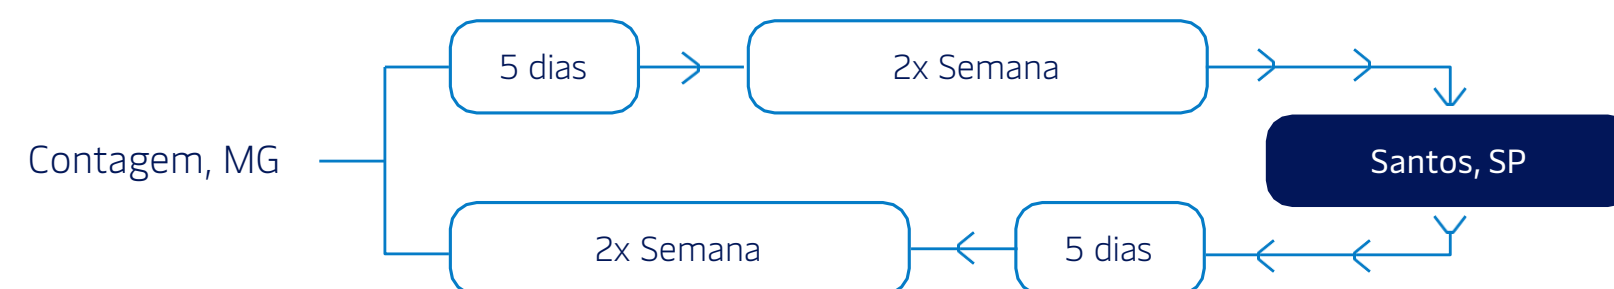 5 dias
2x Semana
Contagem, MG
Santos, SP
2x Semana
5 dias